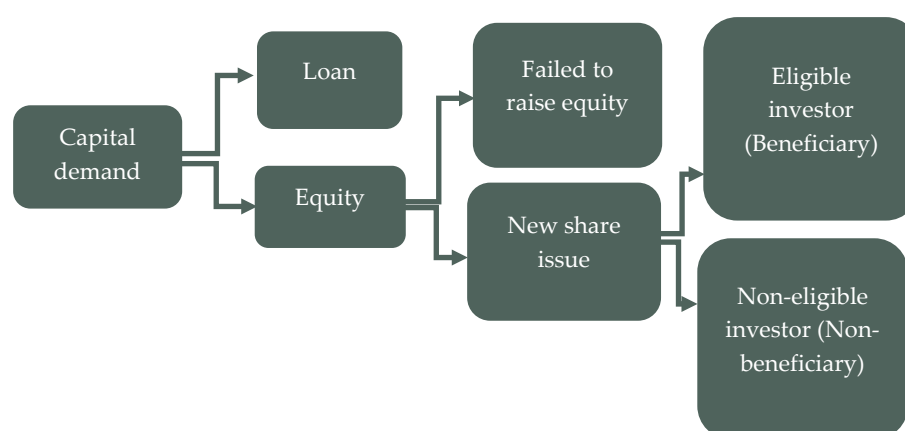 Capital
demand
Loan
Equity
Failed to
raise equity
New share
issue
Eligible
investor
(Beneficiary)
Non-eligible
investor (Non-
beneficiary)